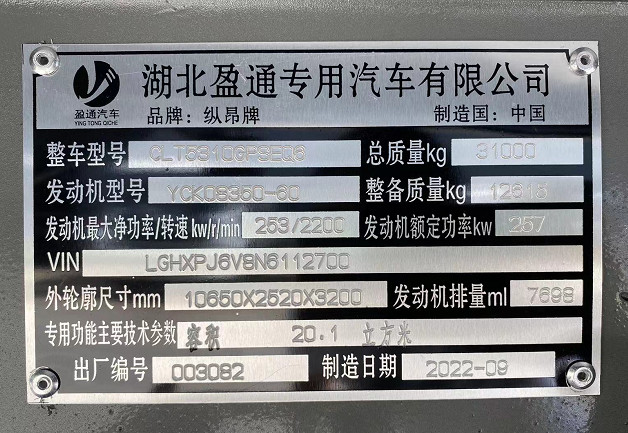 湖北盈通专用汽车有限公司
盈通汽车
YING TONG QICHE
品牌：纵昂牌 制造国：中国
整车型号 CLT5310GPSEQ6 总质量kg 31000
发动机型号 YCK08350-60 整备质量kg 12615
发动机最大净功率/转速kw/r/min 253/2200 发动机额定功率kw 257
VIN LGHXPJ6V8N6112700
外轮廓尺寸mm 10650X2520X3200 发动机排量ml 7698
专用功能主要技术参数 容积 20.1 立方米
出厂编号 003082 制造日期 2022-09